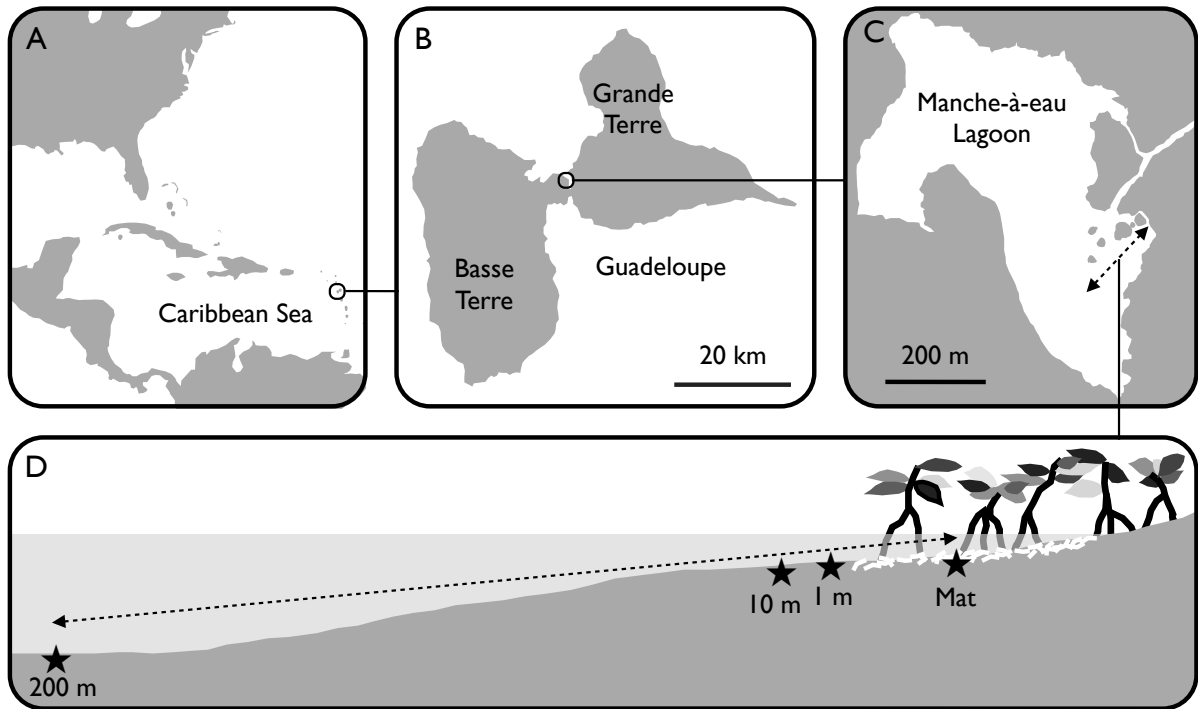 A
Caribbean Sea
B
Grande
Terre
Basse
Terre
Guadeloupe
20 km
C
Manche-à-eau
Lagoon
200 m
D
10 m
1 m
Mat
200 m